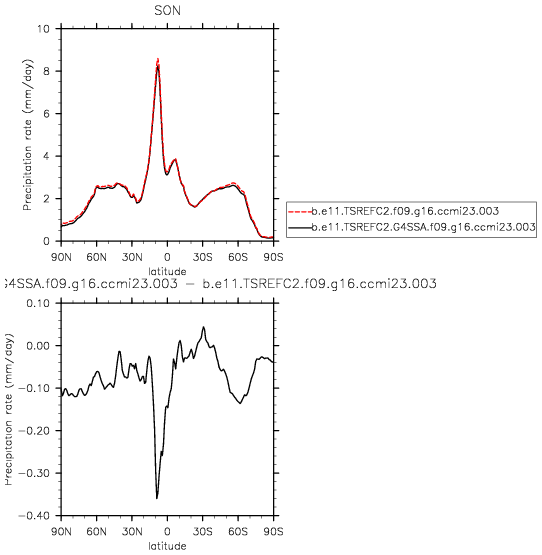 SON
Precipitation rate (mm/day)
10
8
6
4
2
0
90N 60N 30N 0 30S 60S 90S
latitude
b.e11.TSREFC2.f09.g16.ccmi23.003
b.e11.TSREFC2.G4SSA.f09.g16.ccmi23.003
G4SSA.f09.g16.ccmi23.003 − b.e11.TSREFC2.f09.g16.ccmi23.003
Precipitation rate (mm/day)
0.10
0.00
−0.10
−0.20
−0.30
−0.40
90N 60N 30N 0 30S 60S 90S
latitude